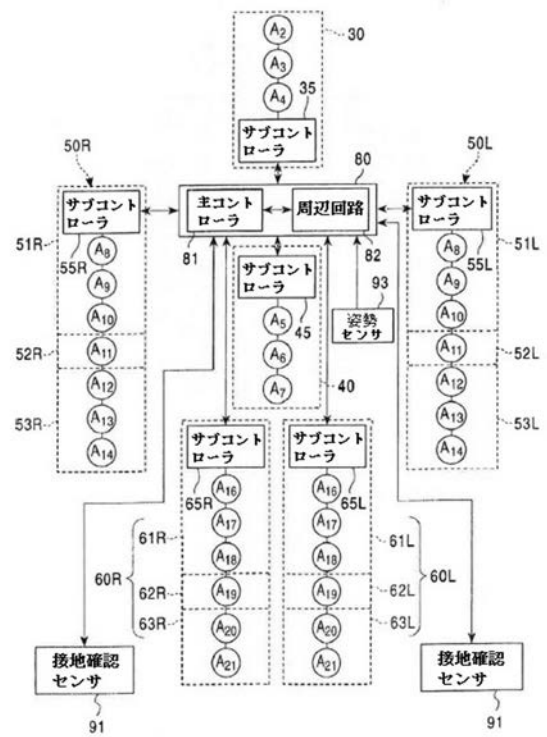 30
A2
A3
A4
35
サブコント
ローラ
50R
80
50L
サブコント
ローラ
主コント
ローラ
周辺回路
サブコント
ローラ
51R
55R
81
82
55L
51L
A8
A9
A10
サブコント
ローラ
45
93
姿勢
センサ
A8
A9
A10
52R
A11
A5
A6
A7
40
A11
52L
53R
A12
A13
A14
A12
A13
A14
53L
サブコント
ローラ
サブコント
ローラ
65R
65L
A16
A17
A18
A16
A17
A18
61R
61L
60R
60L
62R
A19
A19
62L
63R
A20
A21
A20
A21
63L
接地確認
センサ
91
接地確認
センサ
91